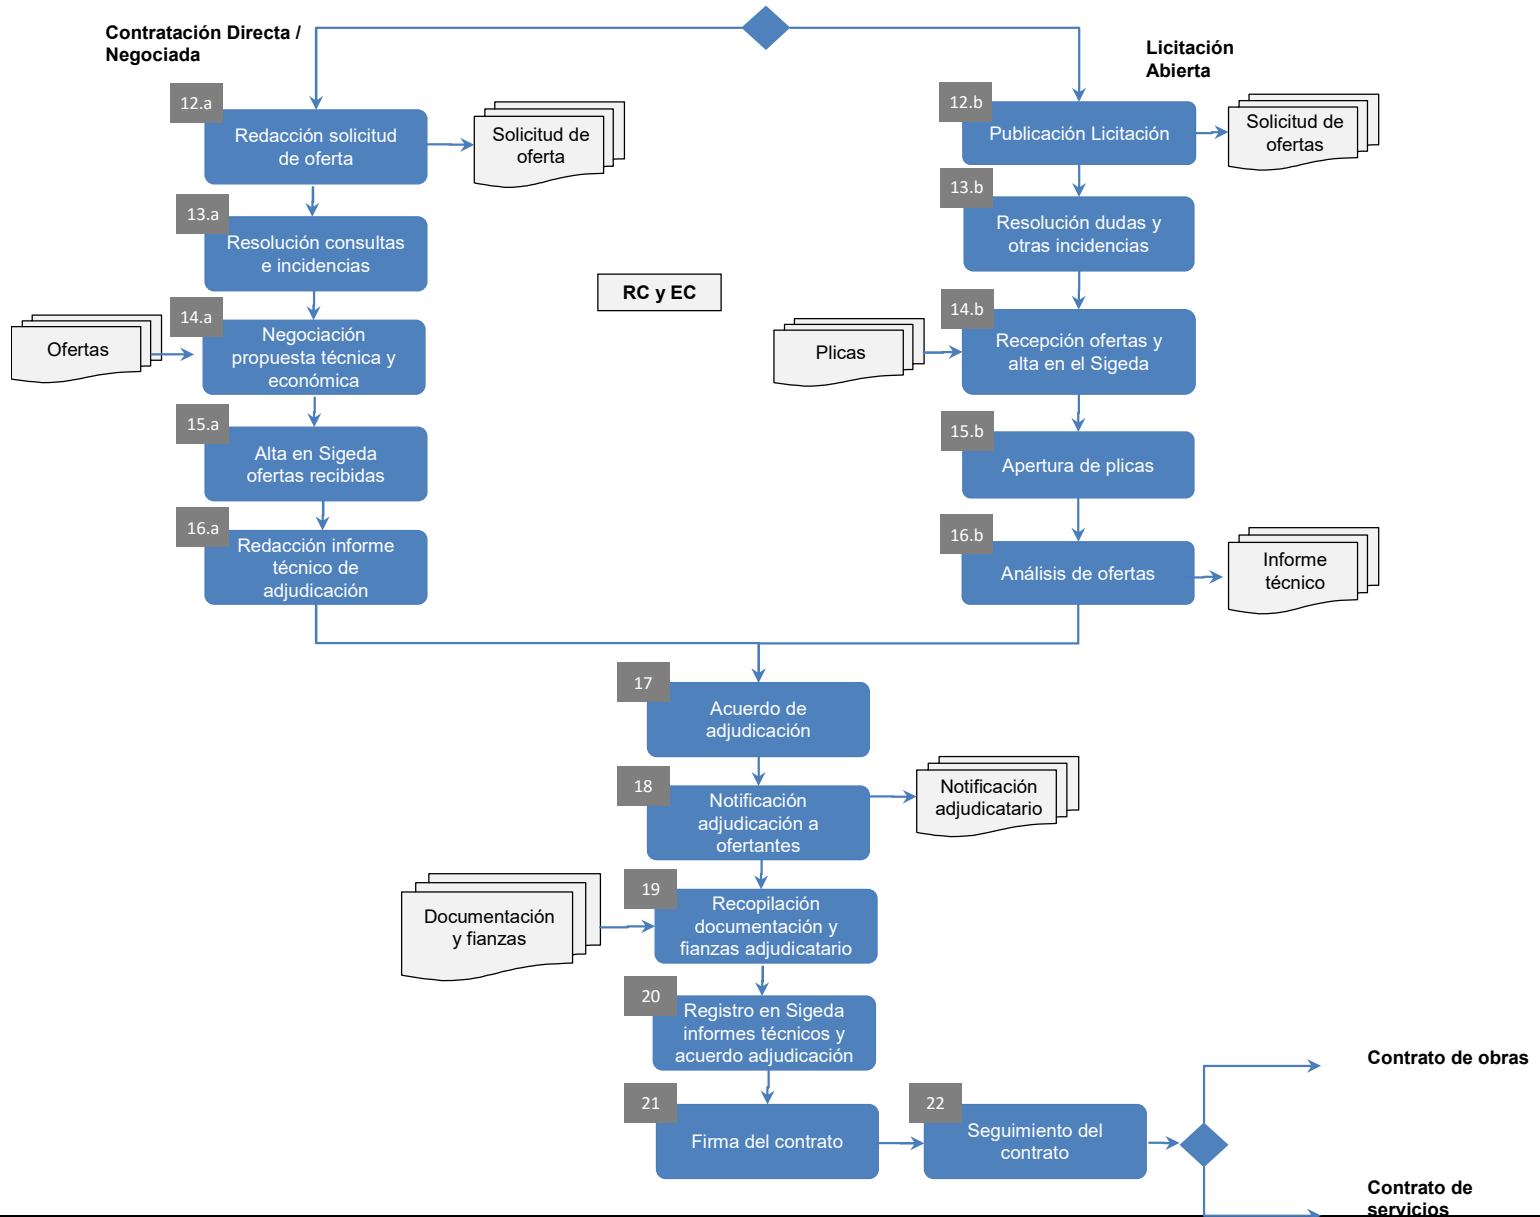 Contratación Directa /
Negociada
Licitación
Abierta
12.a
Redacción solicitud
de oferta
Solicitud de
oferta
12.b
Publicación Licitación
Solicitud de
ofertas
13.a
Resolución consultas
e incidencias
13.b
Resolución dudas y
otras incidencias
RC y EC
Ofertas
14.a
Negociación
propuesta técnica y
económica
Plicas
14.b
Recepción ofertas y
alta en el Sigeda
15.a
Alta en Sigeda
ofertas recibidas
15.b
Apertura de plicas
16.a
Redacción informe
técnico de
adjudicación
16.b
Análisis de ofertas
Informe
técnico
17
Acuerdo de
adjudicación
18
Notificación
adjudicación a
ofertantes
Notificación
adjudicatario
Documentación
y fianzas
19
Recopilación
documentación y
fianzas adjudicatario
20
Registro en Sigeda
informes técnicos y
acuerdo adjudicación
21
Firma del contrato
22
Seguimiento del
contrato
Contrato de obras
Contrato de
servicios